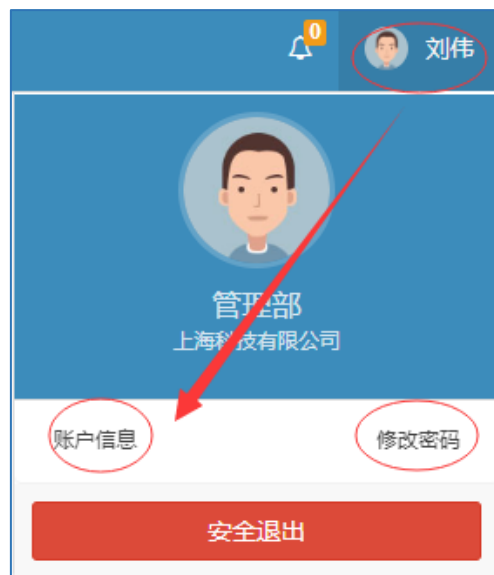 0
刘伟
管理部
上海科技有限公司
账户信息
修改密码
安全退出